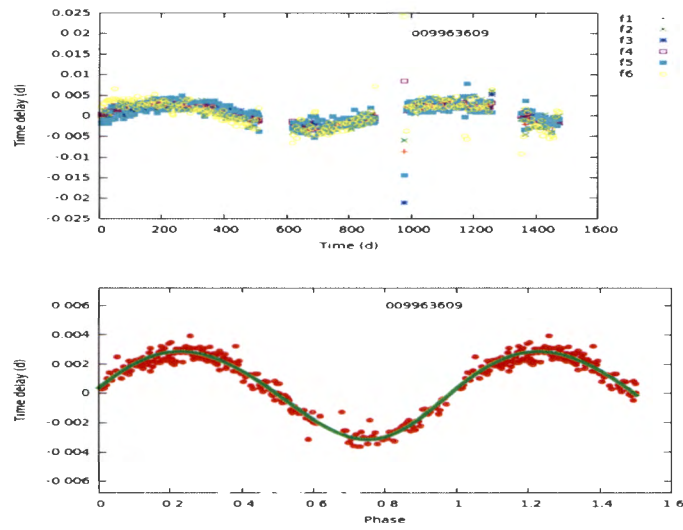 0.025
0 02
0 015
0 01
0.005
0
-0 005
-0 01
-0 015
-0 02
-0 025
Time delay (d)
009963609
f1
f2
f3
f4
f5
f6
0 200 400 600 800 1000 1200 1400 1600
Time (d)
0 006
0 004
0 002
0
-0 002
-0 004
-0 006
Time delay (d)
009963609
0 0 2 0 4 0 6 0 8 1 1 2 1 4 1 6
Phase